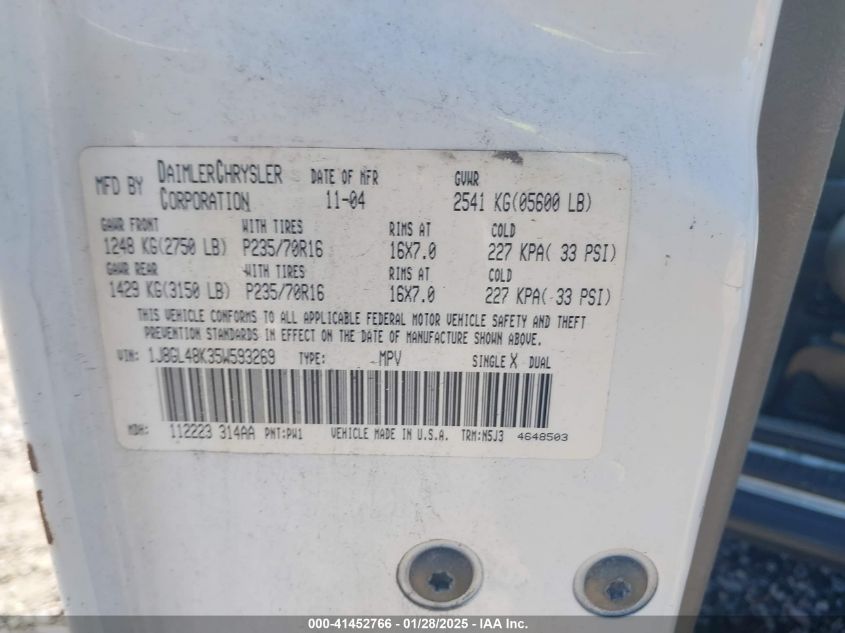 MFD BY DAIMLERCHRYSLER CORPORATION DATE OF MFR 11-04 GVWR 2541 KG(05600 LB)
GAWR FRONT WITH TIRES RIMS AT COLD
1248 KG(2750 LB) P235/70R16 16X7.0 227 KPA( 33 PSI)
GAWR REAR WITH TIRES RIMS AT COLD
1429 KG(3150 LB) P235/70R16 16X7.0 227 KPA( 33 PSI)
THIS VEHICLE CONFORMS TO ALL APPLICABLE FEDERAL MOTOR VEHICLE SAFETY AND THEFT
PREVENTION STANDARDS IN EFFECT ON THE DATE OF MANUFACTURE SHOWN ABOVE.
VIN: 1J8GL48K35W593269 TYPE: MPV SINGLE X DUAL
MDH: 112223 314AA PNT:PW1 VEHICLE MADE IN U.S.A. TRM:N5J3 4648503
000-41452766 - 01/28/2025 - IAA Inc.